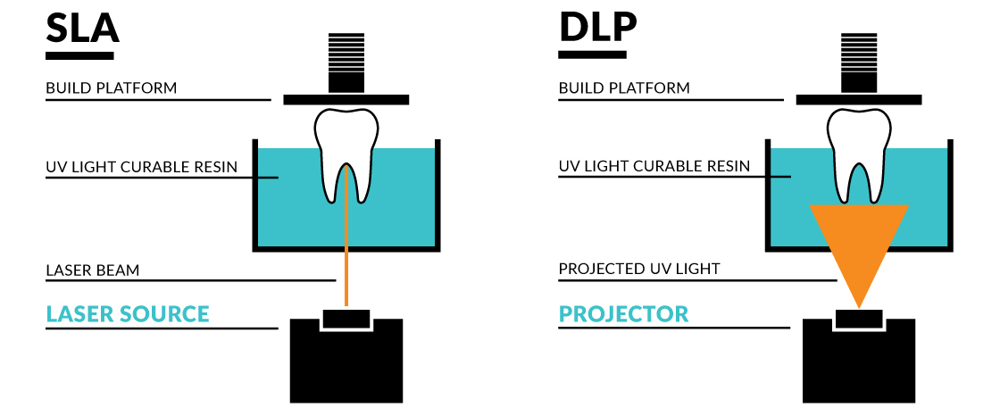 SLA
BUILD PLATFORM
UV LIGHT CURABLE RESIN
LASER BEAM
LASER SOURCE
DLP
BUILD PLATFORM
UV LIGHT CURABLE RESIN
PROJECTED UV LIGHT
PROJECTOR